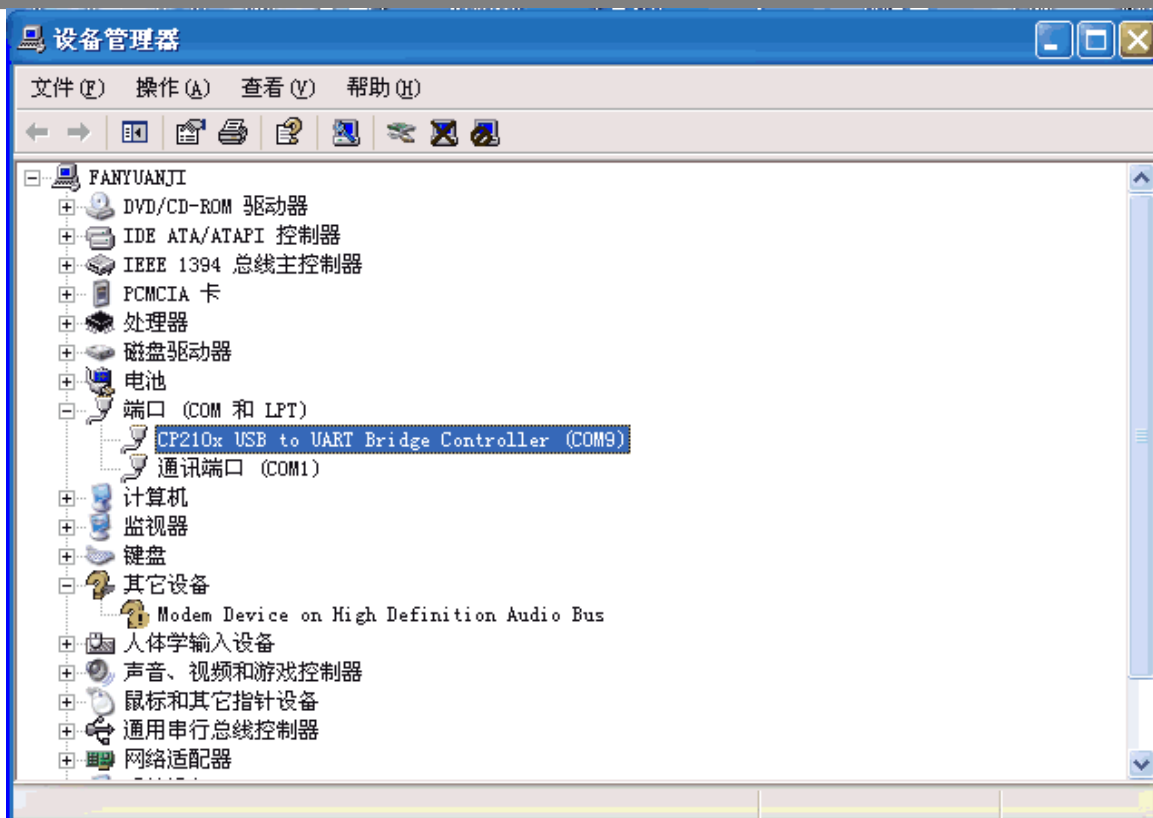 设备管理器
文件(F) 操作(A) 查看(V) 帮助(H)
FANYUANJI
DVD/CD-ROM 驱动器
IDE ATA/ATAPI 控制器
IEEE 1394 总线主控制器
PCMCIA 卡
处理器
磁盘驱动器
电池
端口 (COM 和 LPT)
CP210x USB to UART Bridge Controller (COM9)
通讯端口 (COM1)
计算机
监视器
键盘
其它设备
Modem Device on High Definition Audio Bus
人体学输入设备
声音、视频和游戏控制器
鼠标和其它指针设备
通用串行总线控制器
网络适配器